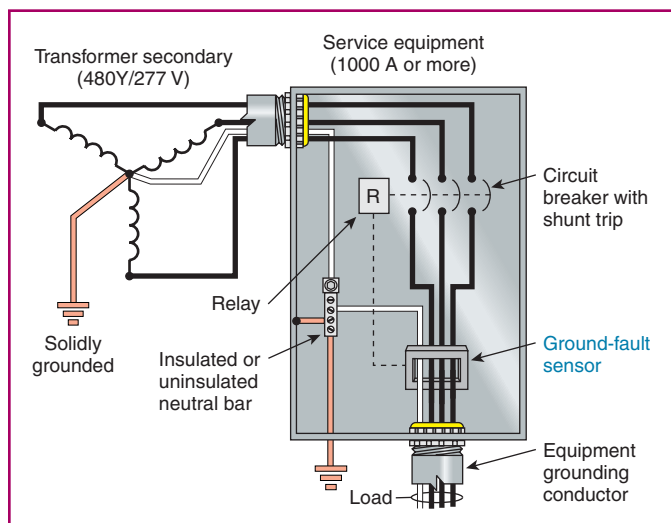 Transformer secondary
(480Y/277 V)
Service equipment
(1000 A or more)
R
Circuit
breaker with
shunt trip
Relay
Solidly
grounded
Insulated or
uninsulated
neutral bar
Ground-fault
sensor
Equipment
grounding
conductor
Load